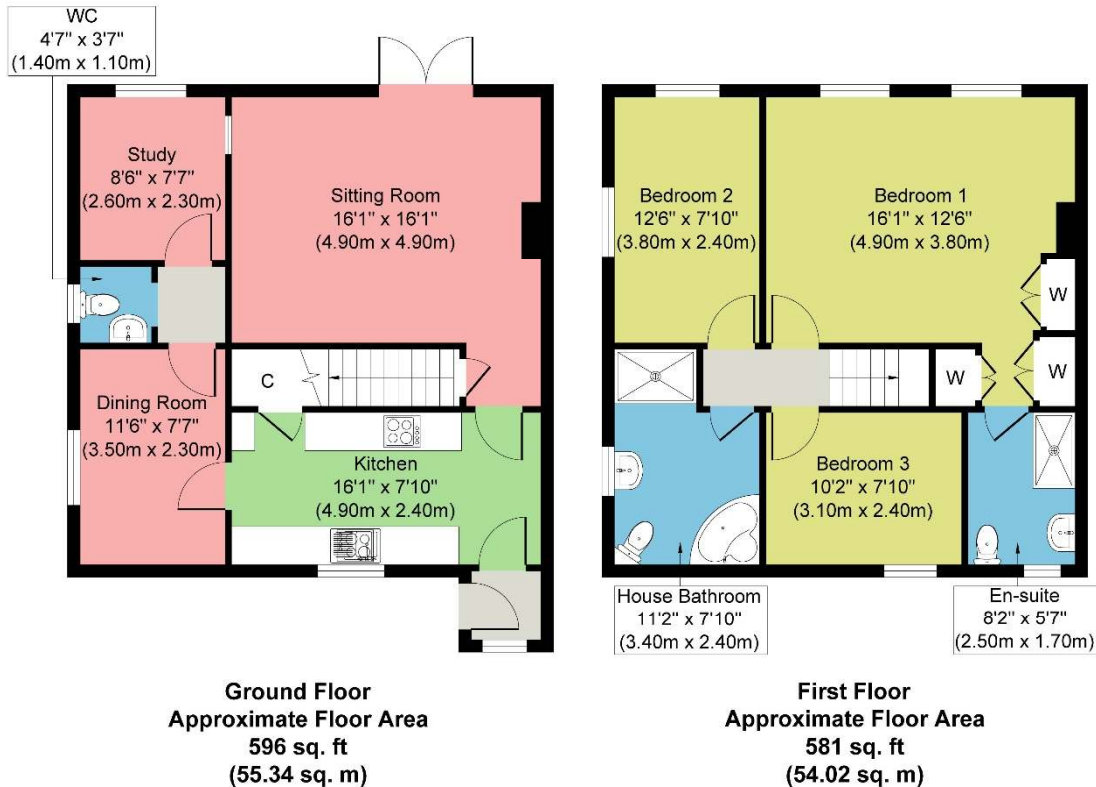 WC
4'7" x 3'7"
(1.40m x 1.10m)
Study
8'6" x 7'7"
(2.60m x 2.30m)
Sitting Room
16'1" x 16'1"
(4.90m x 4.90m)
Dining Room
11'6" x 7'7"
(3.50m x 2.30m)
C
Kitchen
16'1" x 7'10"
(4.90m x 2.40m)
Ground Floor
Approximate Floor Area
596 sq. ft
(55.34 sq. m)
Bedroom 2
12'6" x 7'10"
(3.80m x 2.40m)
Bedroom 1
16'1" x 12'6"
(4.90m x 3.80m)
W
W
W
Bedroom 3
10'2" x 7'10"
(3.10m x 2.40m)
House Bathroom
11'2" x 7'10"
(3.40m x 2.40m)
En-suite
8'2" x 5'7"
(2.50m x 1.70m)
First Floor
Approximate Floor Area
581 sq. ft
(54.02 sq. m)